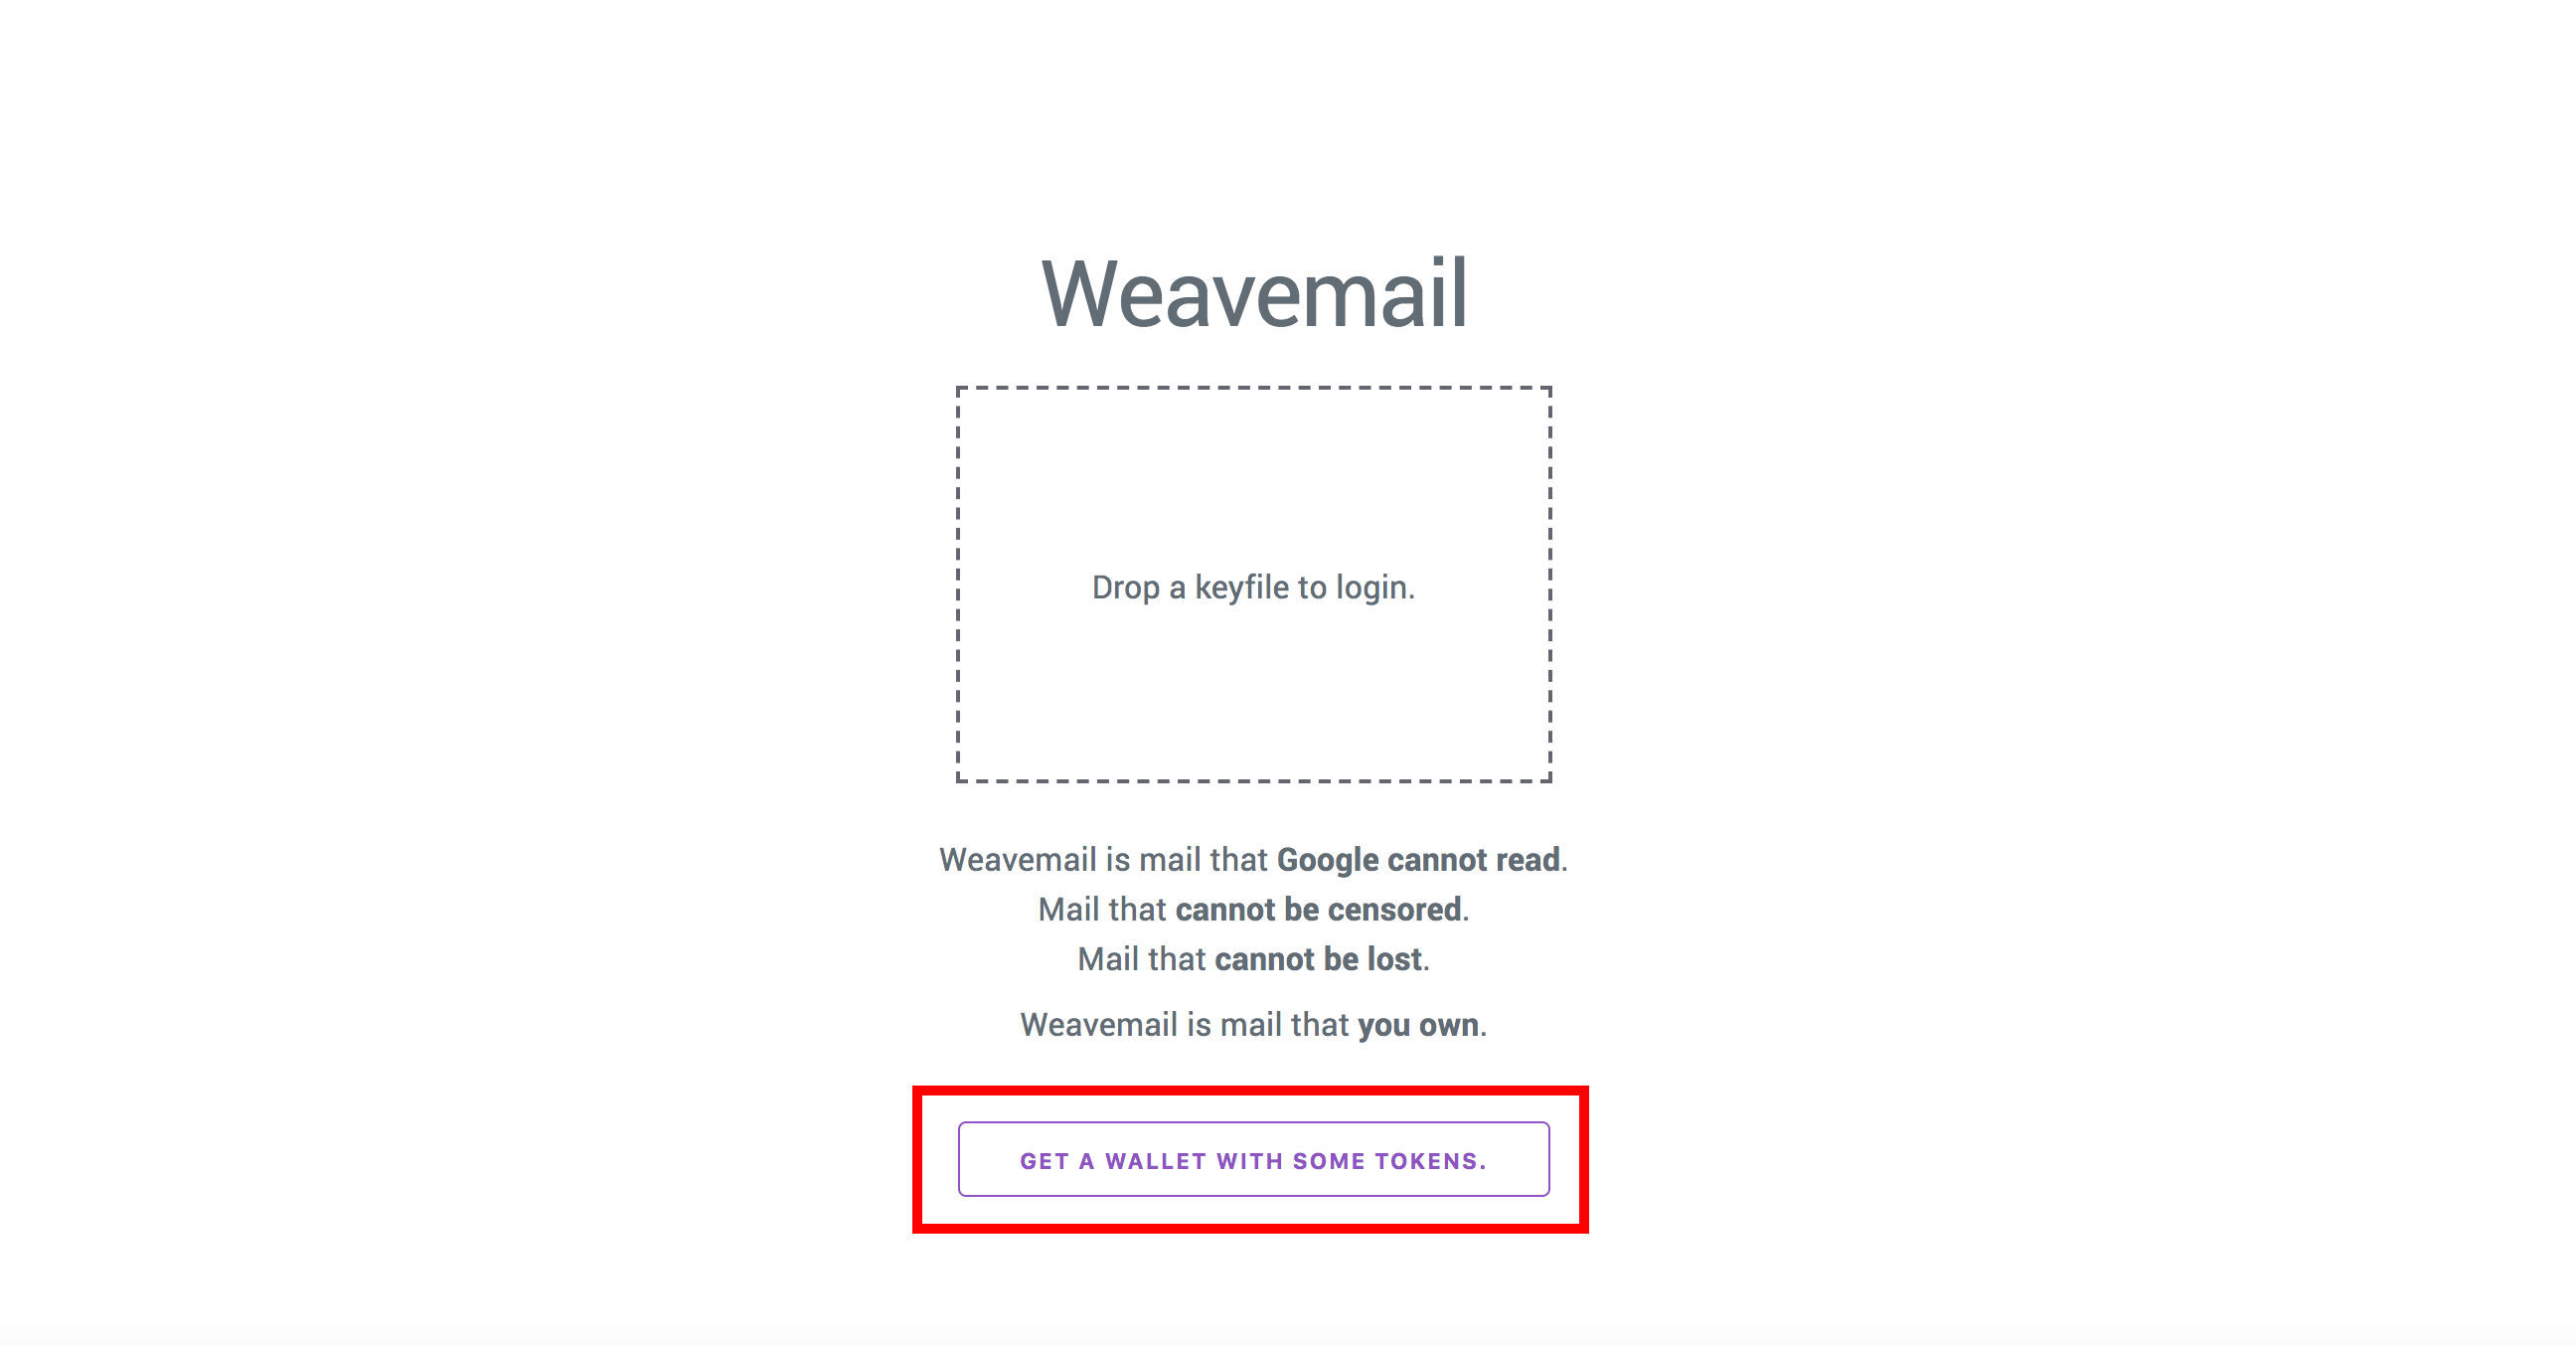 Weavemail
Drop a keyfile to login.
Weavemail is mail that Google cannot read.
Mail that cannot be censored.
Mail that cannot be lost.
Weavemail is mail that you own.
GET A WALLET WITH SOME TOKENS.